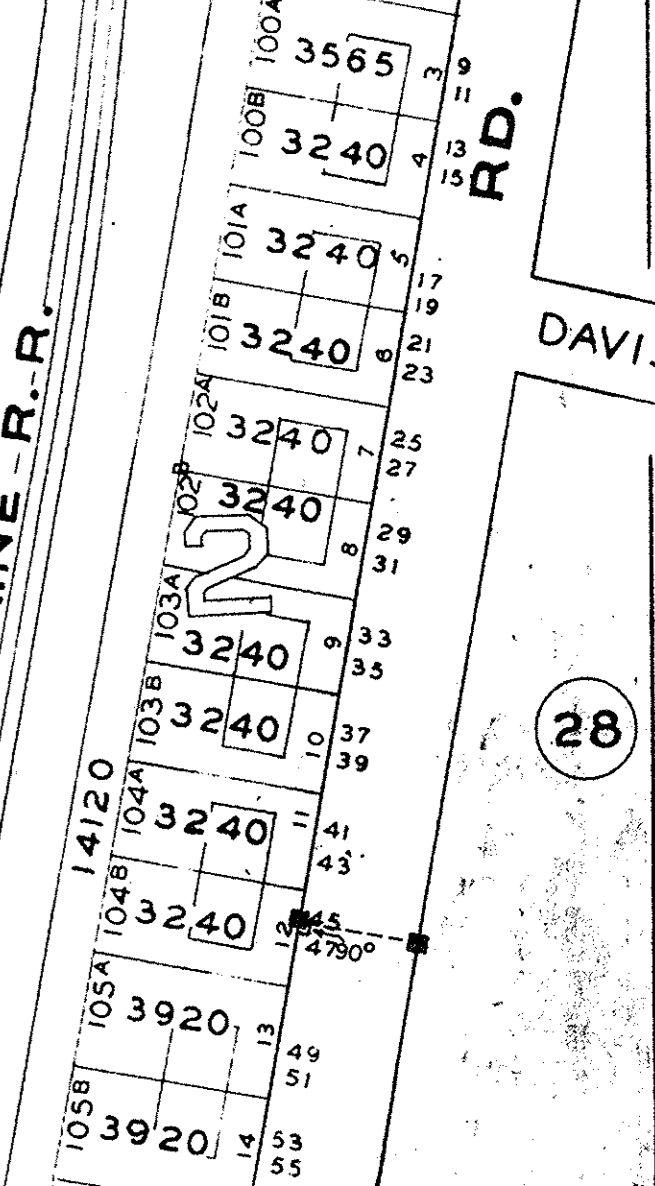 100A 3565 3 9
11
100B 3240 4 13
15
RD.
101A 3240 5 17
19
101B 3240 6 21
23
DAVIS
102A 3240 7 25
27
102B 3240 8 29
31
R.R.
2
103A 3240 9 33
35
103B 3240 10 37
39
28
14120
104A 3240 11 41
43
104B 3240 12 45
47 90°
105A 3920 13 49
51
105B 3920 14 53
55